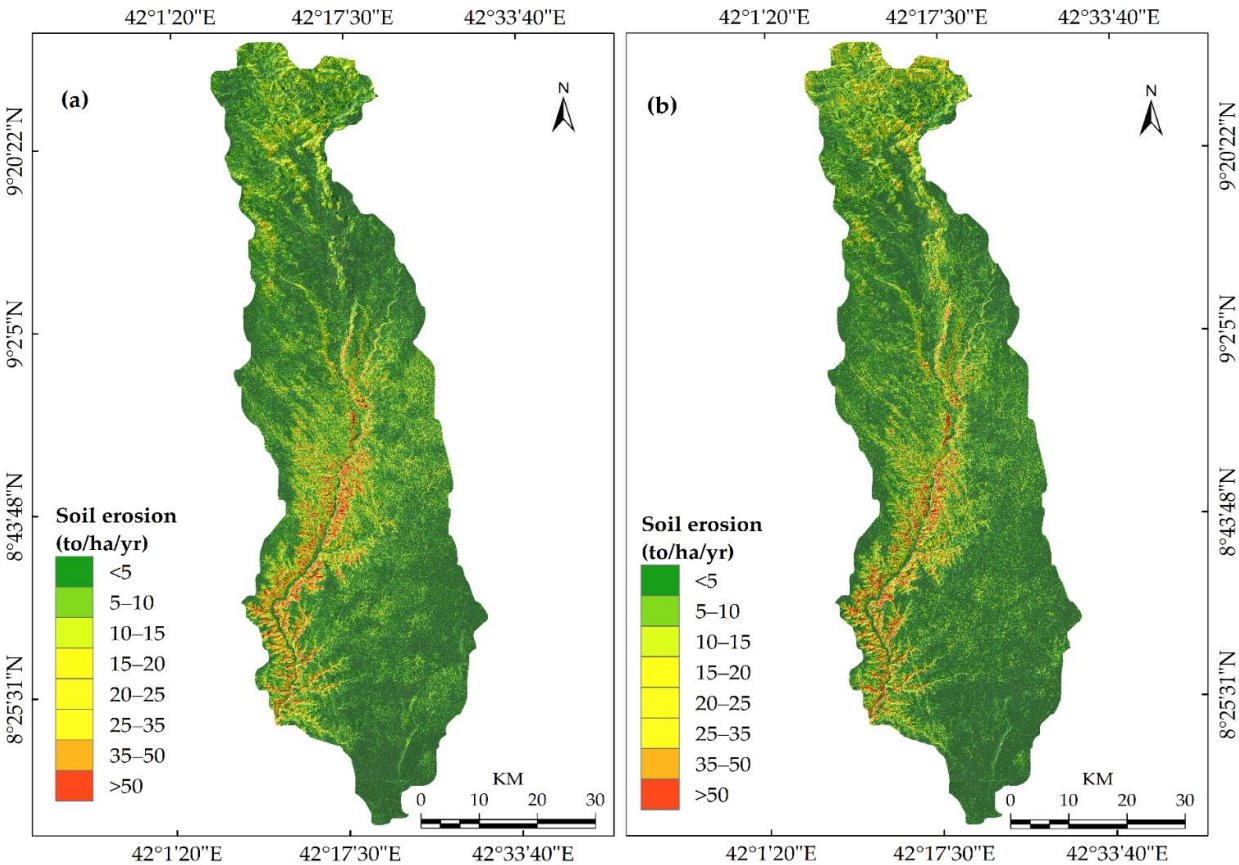 42°1'20"E 42°17'30"E 42°33'40"E 42°1'20"E 42°17'30"E 42°33'40"E
(a)
N
(b)
N
9°20'22"N
9°2'5"N
8°43'48"N
8°25'31"N
9°20'22"N
9°2'5"N
8°43'48"N
8°25'31"N
Soil erosion
(to/ha/yr)
<5
5–10
10–15
15–20
20–25
25–35
35–50
>50
KM
0 10 20 30
Soil erosion
(to/ha/yr)
<5
5–10
10–15
15–20
20–25
25–35
35–50
>50
KM
0 10 20 30
42°1'20"E 42°17'30"E 42°33'40"E 42°1'20"E 42°17'30"E 42°33'40"E